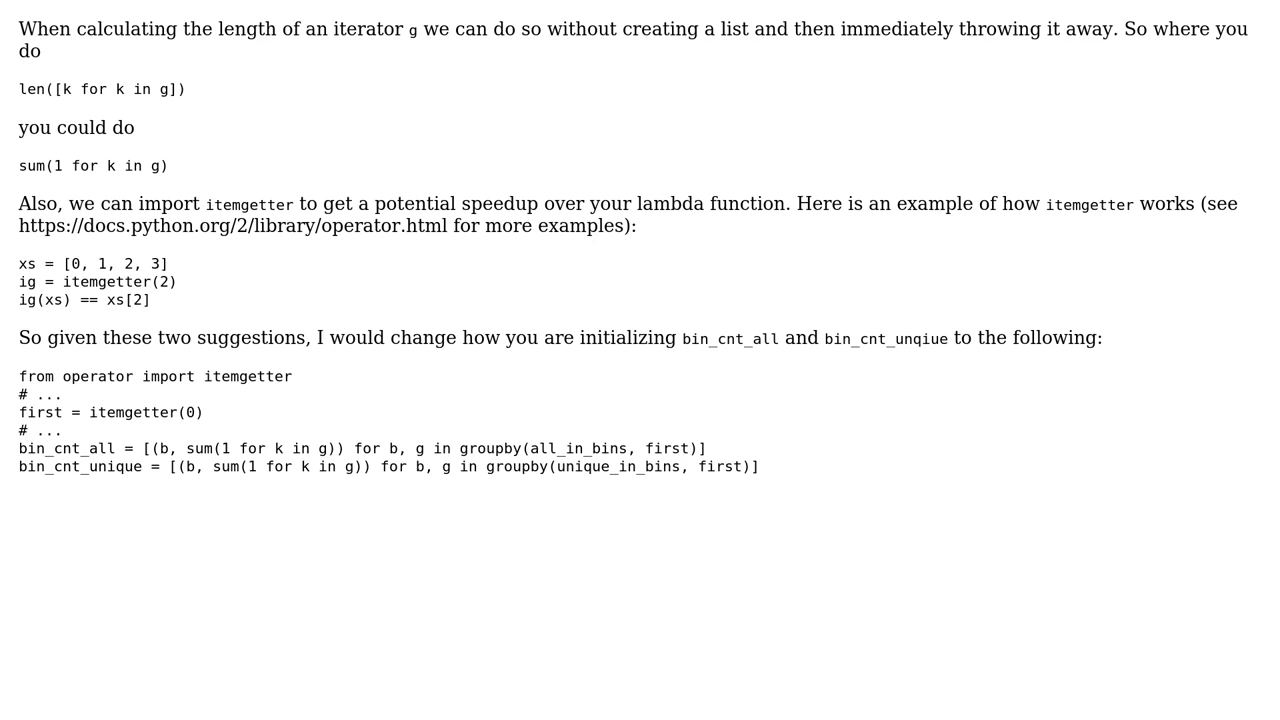 When calculating the length of an iterator g we can do so without creating a list and then immediately throwing it away. So where you
do
len([k for k in g])
you could do
sum(1 for k in g)
Also, we can import itemgetter to get a potential speedup over your lambda function. Here is an example of how itemgetter works (see
https://docs.python.org/2/library/operator.html for more examples):
xs = [0, 1, 2, 3]
ig = itemgetter(2)
ig(xs) == xs[2]
So given these two suggestions, I would change how you are initializing bin_cnt_all and bin_cnt_unqiue to the following:
from operator import itemgetter
# ...
first = itemgetter(0)
# ...
bin_cnt_all = [(b, sum(1 for k in g)) for b, g in groupby(all_in_bins, first)]
bin_cnt_unique = [(b, sum(1 for k in g)) for b, g in groupby(unique_in_bins, first)]